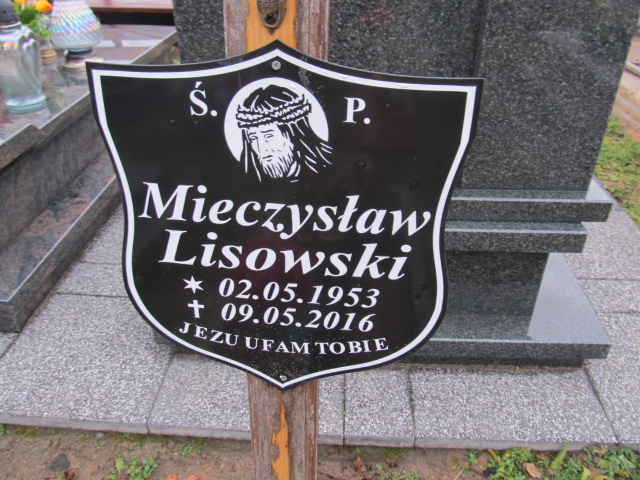 Ś. P.
Mieczysław
Lisowski
✶ 02.05.1953
✝ 09.05.2016
JEZU UFAM TOBIE